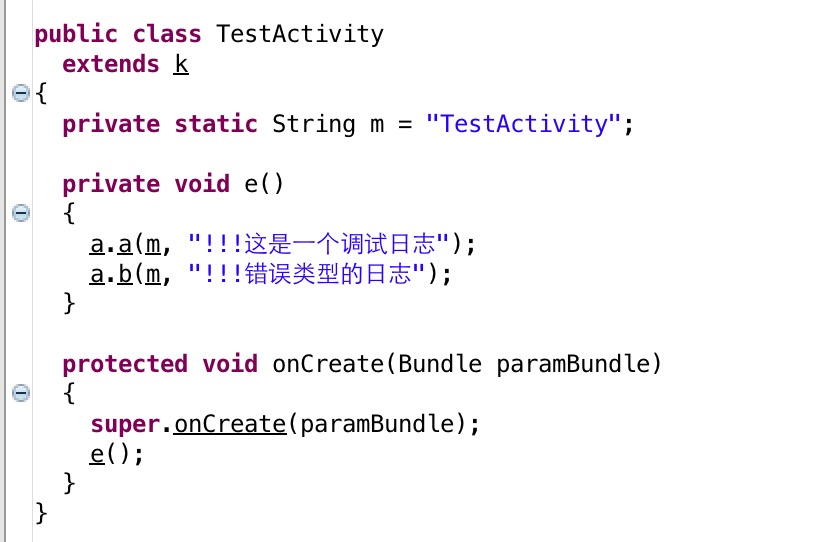 public class TestActivity
extends k
{
private static String m = "TestActivity";
private void e()
{
a.a(m, "!!!这是一个调试日志");
a.b(m, "!!!错误类型的日志");
}
protected void onCreate(Bundle paramBundle)
{
super.onCreate(paramBundle);
e();
}
}